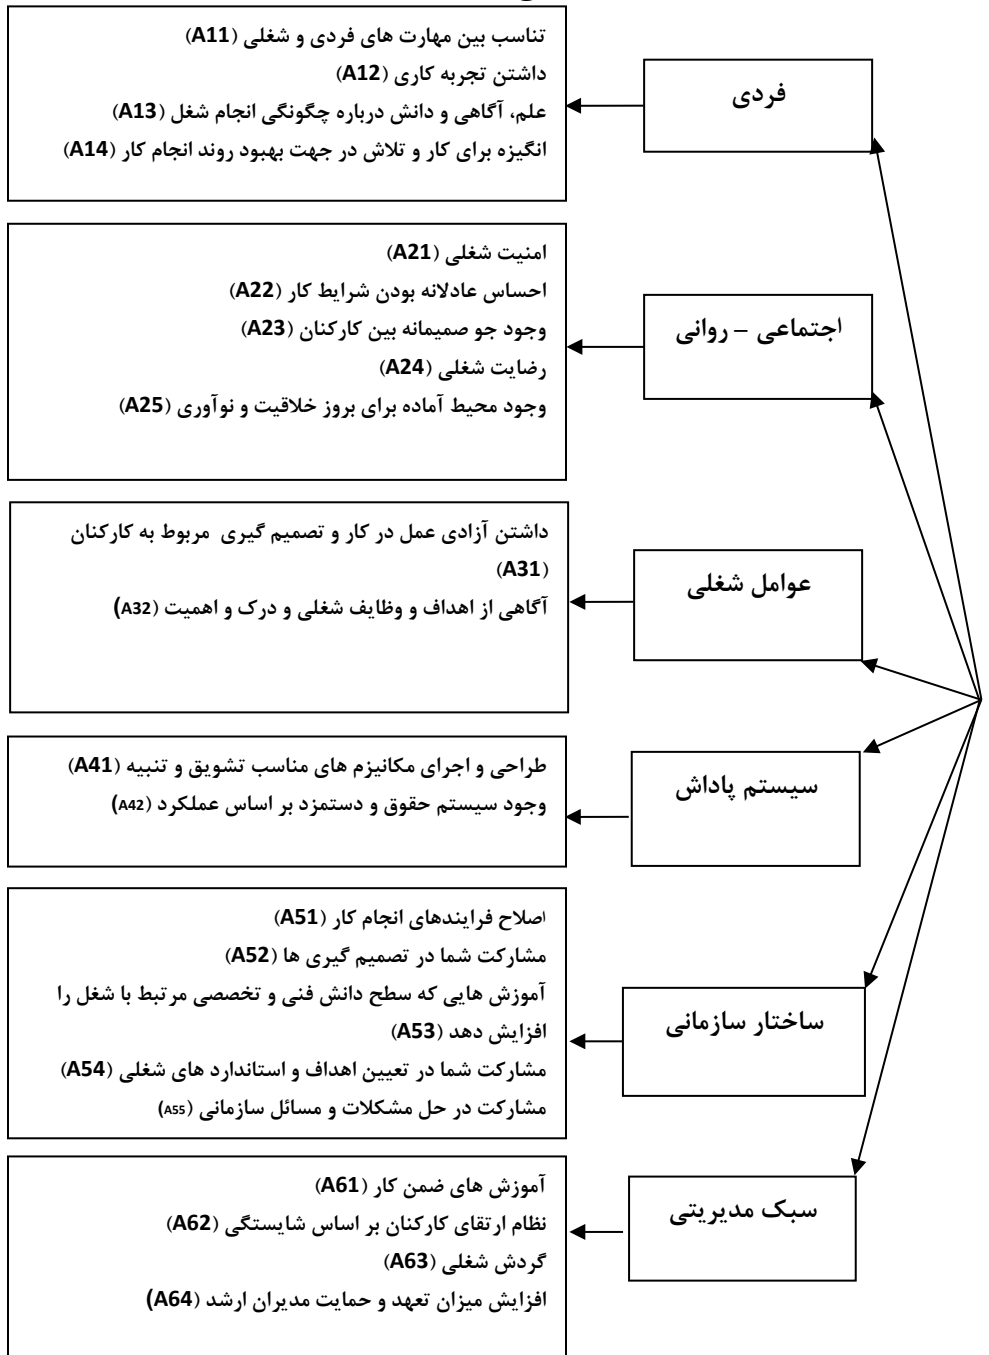 فردی
تناسب بین مهارت های فردی و شغلی (A11)
داشتن تجربه کاری (A12)
علم، آگاهی و دانش درباره چگونگی انجام شغل (A13)
انگیزه برای کار و تلاش در جهت بهبود روند انجام کار (A14)
اجتماعی – روانی
امنیت شغلی (A21)
احساس عادلانه بودن شرایط کار (A22)
وجود جو صمیمانه بین کارکنان (A23)
رضایت شغلی (A24)
وجود محیط آماده برای بروز خلاقیت و نوآوری (A25)
عوامل شغلی
داشتن آزادی عمل در کار و تصمیم گیری مربوط به کارکنان
(A31)
آگاهی از اهداف و وظایف شغلی و درک و اهمیت (A32)
سیستم پاداش
طراحی و اجرای مکانیزم های مناسب تشویق و تنبیه (A41)
وجود سیستم حقوق و دستمزد بر اساس عملکرد (A42)
ساختار سازمانی
اصلاح فرایندهای انجام کار (A51)
مشارکت شما در تصمیم گیری ها (A52)
آموزش هایی که سطح دانش فنی و تخصصی مرتبط با شغل را
افزایش دهد (A53)
مشارکت شما در تعیین اهداف و استاندارد های شغلی (A54)
مشارکت در حل مشکلات و مسائل سازمانی (A55)
سبک مدیریتی
آموزش های ضمن کار (A61)
نظام ارتقای کارکنان بر اساس شایستگی (A62)
گردش شغلی (A63)
افزایش میزان تعهد و حمایت مدیران ارشد (A64)